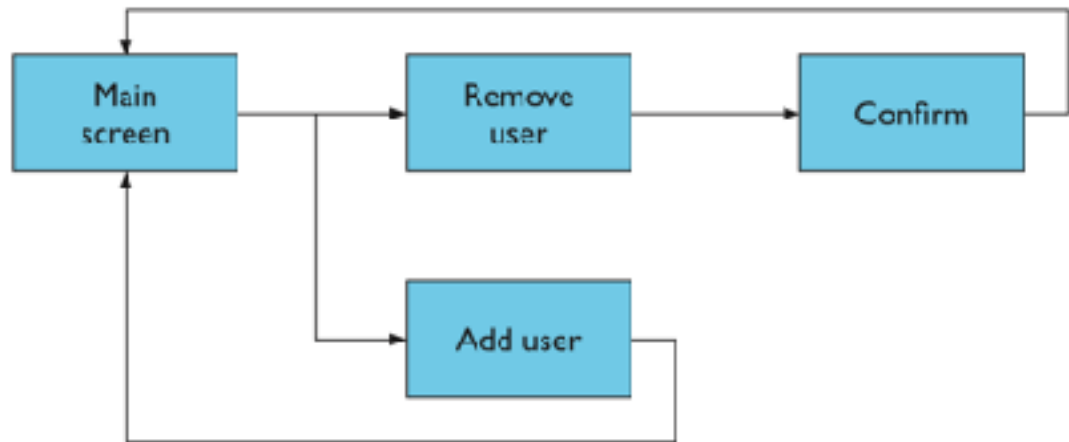 Main
screen
Remove
user
Confirm
Add user